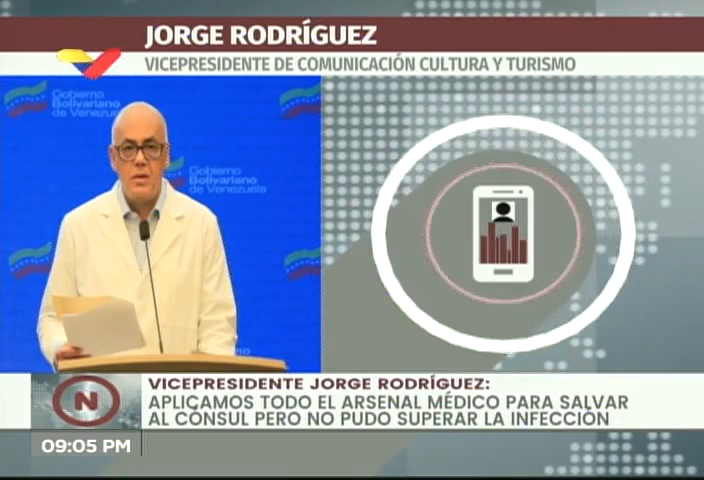 JORGE RODRÍGUEZ
VICEPRESIDENTE DE COMUNICACIÓN CULTURA Y TURISMO
Gobierno
Bolivariano
de Venezuela
Gobierno
Bolivariano
de Venezuela
N
VICEPRESIDENTE JORGE RODRÍGUEZ:
APLICAMOS TODO EL ARSENAL MÉDICO PARA SALVAR
AL CÓNSUL PERO NO PUDO SUPERAR LA INFECCIÓN
09:05 PM